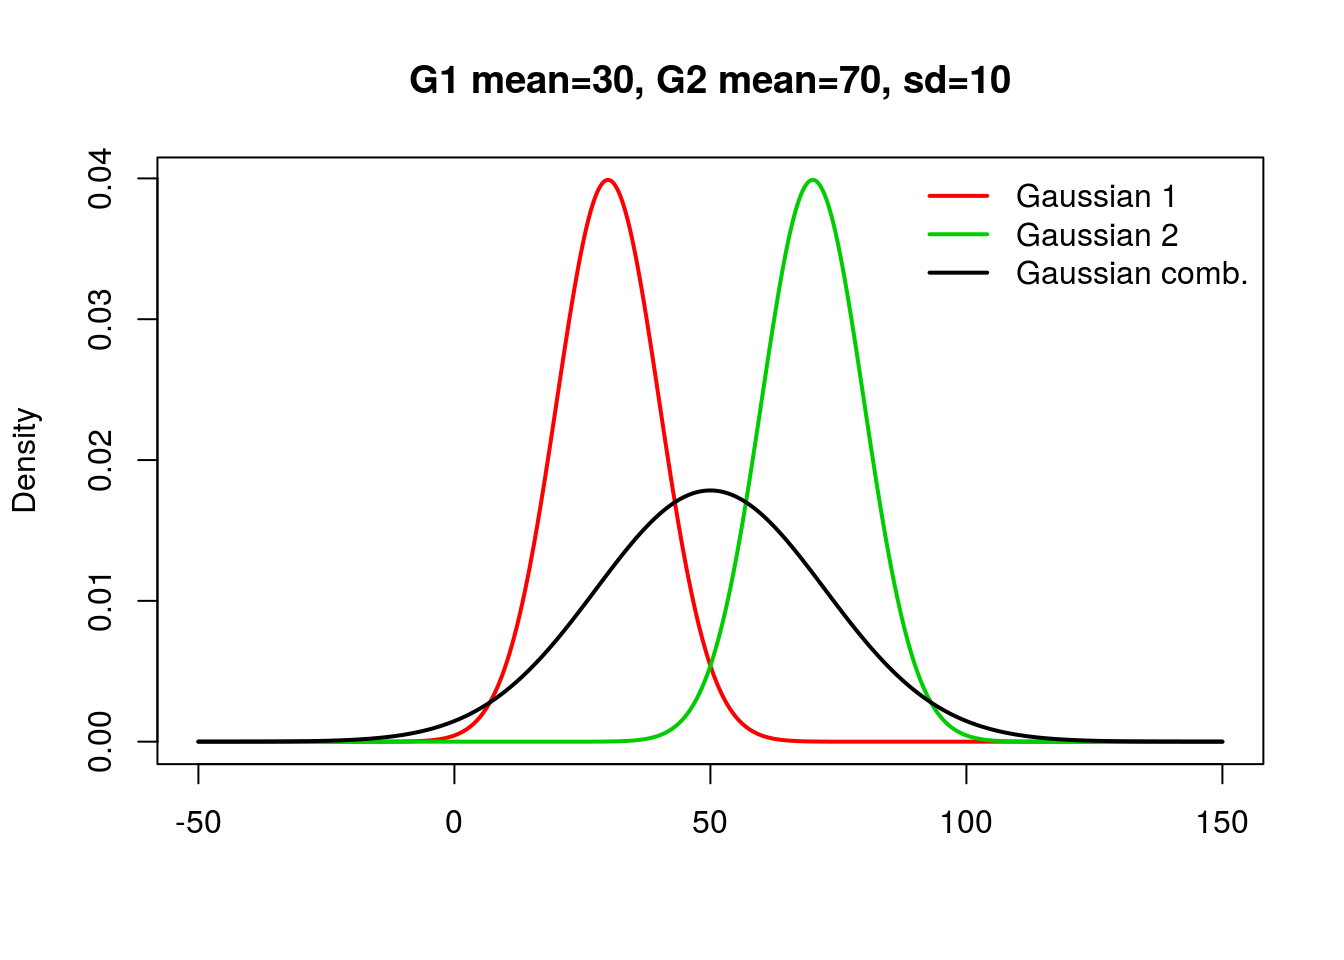 G1 mean=30, G2 mean=70, sd=10
Gaussian 1
Gaussian 2
Gaussian comb.
Density
0.04
0.03
0.02
0.01
0.00
-50
0
50
100
150